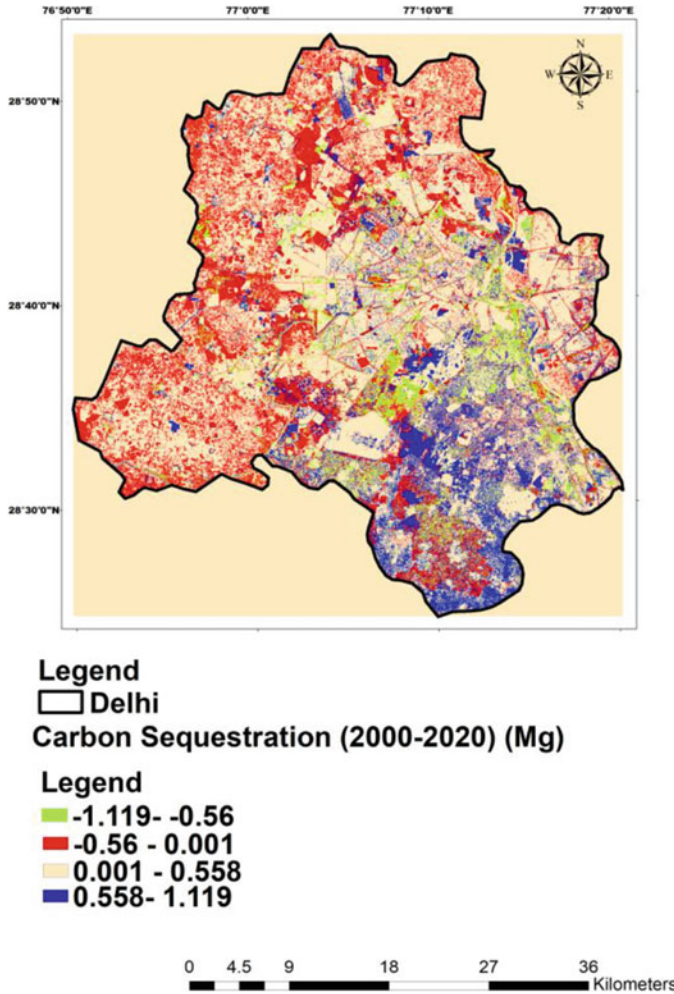 76°50'0"E 77°0'0"E 77°10'0"E 77°20'0"E
N
W E
S
28°50'0"N
28°40'0"N
28°30'0"N
Legend
Delhi
Carbon Sequestration (2000-2020) (Mg)
Legend
-1.119- -0.56
-0.56 - 0.001
0.001 - 0.558
0.558- 1.119
0 4.5 9 18 27 36
Kilometers